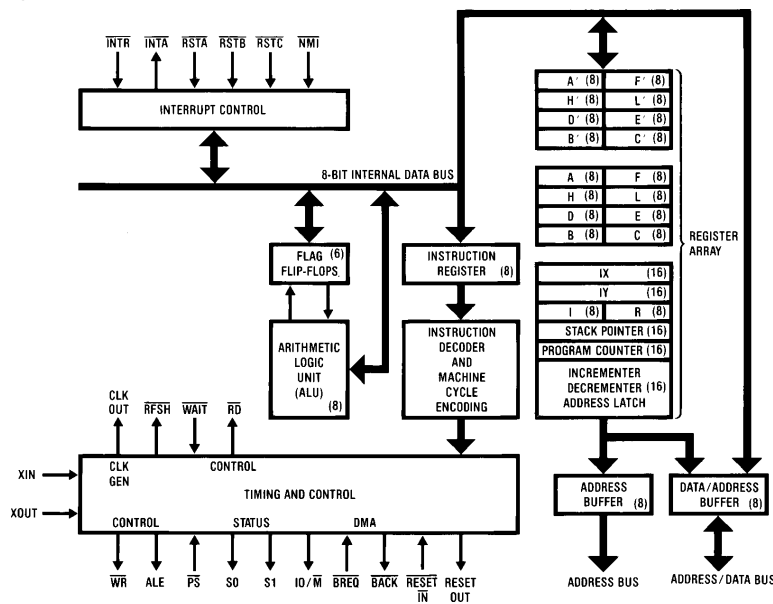 INTR INTA RSTA RSTB RSTC NMI
INTERRUPT CONTROL
8-BIT INTERNAL DATA BUS
FLAG (6)
FLIP-FLOPS
ARITHMETIC
LOGIC
UNIT
(ALU) (8)
INSTRUCTION
REGISTER (8)
INSTRUCTION
DECODER
AND
MACHINE
CYCLE
ENCODING
A' (8) F' (8)
H' (8) L' (8)
D' (8) E' (8)
B' (8) C' (8)
A (8) F (8)
H (8) L (8)
D (8) E (8)
B (8) C (8)
IX (16)
IY (16)
I (8) R (8)
STACK POINTER (16)
PROGRAM COUNTER (16)
INCREMENTER
DECREMENTER (16)
ADDRESS LATCH
REGISTER
ARRAY
CLK
OUT RFSH WAIT RD
CLK
GEN CONTROL
XIN
XOUT
TIMING AND CONTROL
CONTROL STATUS DMA
WR ALE PS S0 S1 IO/M BREQ BACK RESET
IN RESET
OUT
ADDRESS
BUFFER (8)
DATA/ADDRESS
BUFFER (8)
ADDRESS BUS
ADDRESS/DATA BUS